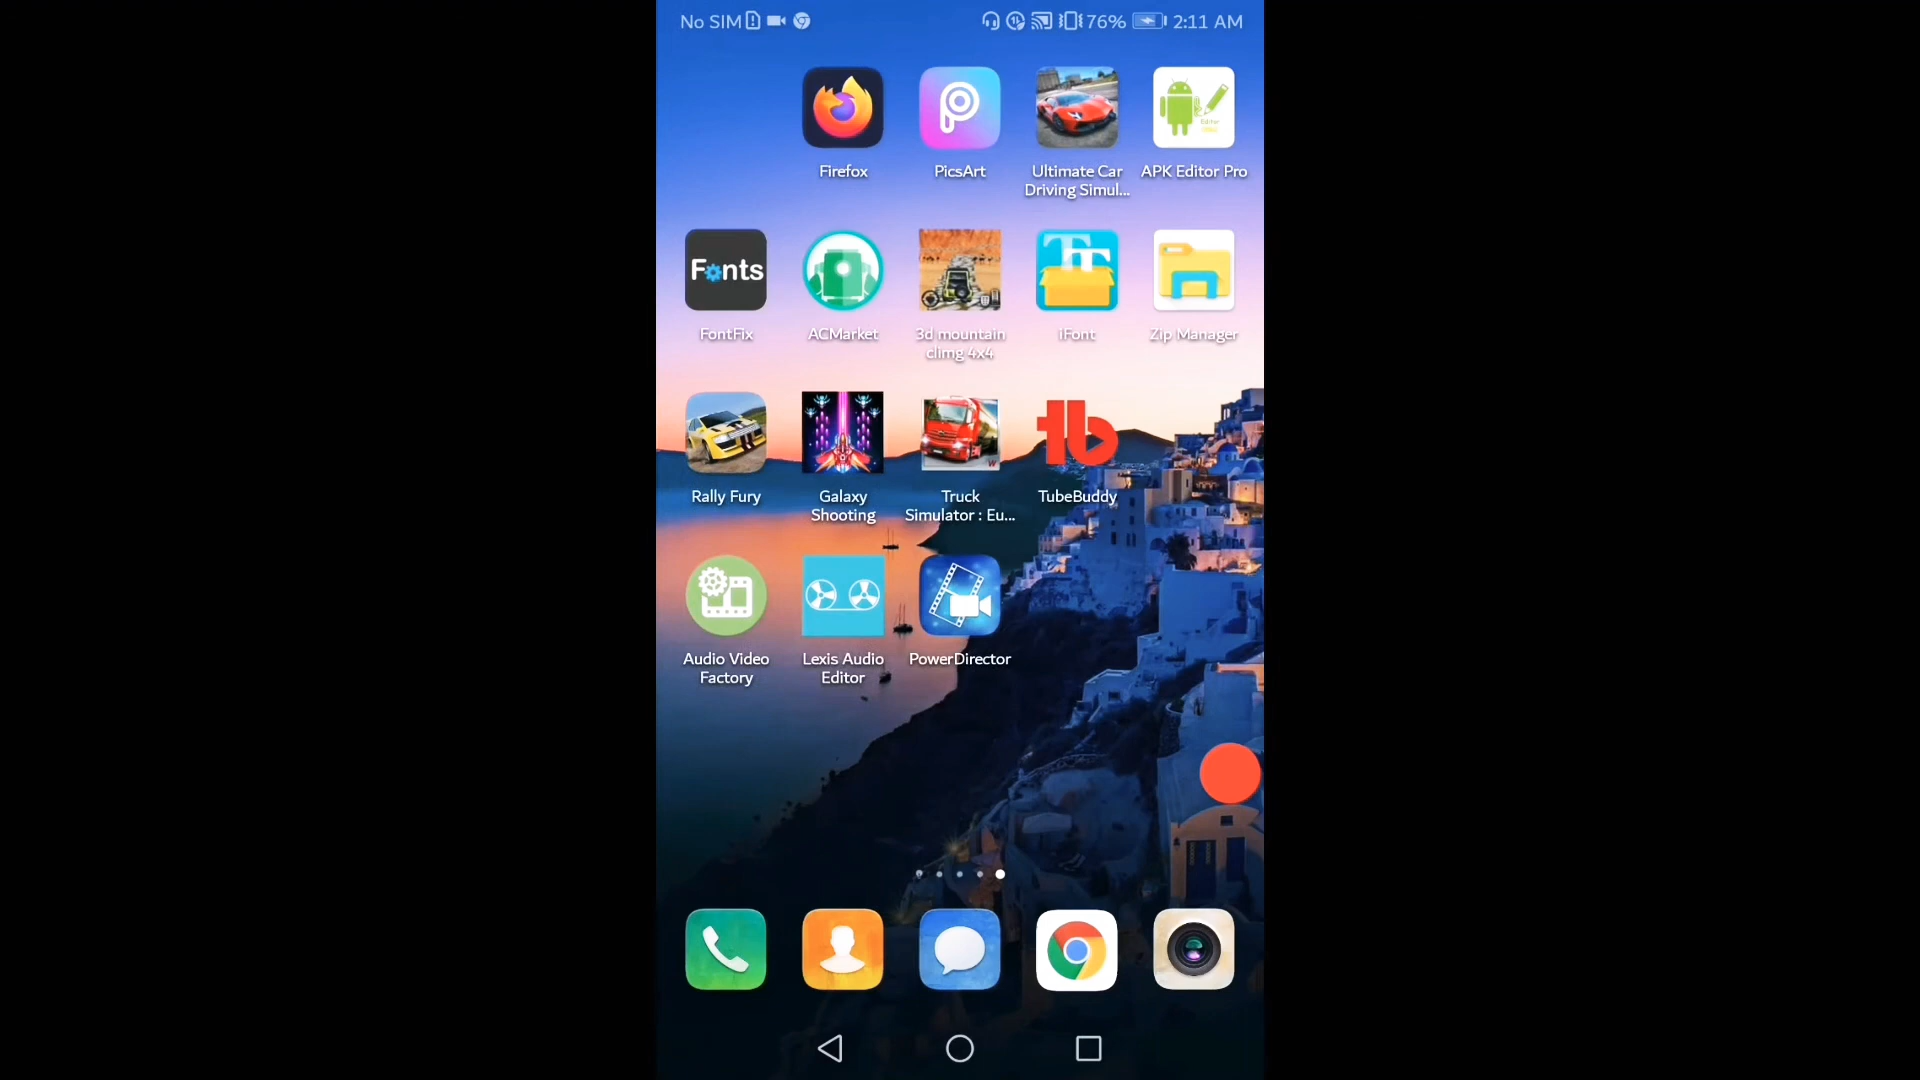 No SIM 76% 2:11 AM
Firefox PicsArt Ultimate Car Driving Simul... APK Editor Pro
Editor
Fonts
FontFix ACMarket 3d mountain climg 4x4 iFont Zip Manager
Rally Fury Galaxy Shooting Truck Simulator : Eu... TubeBuddy
Audio Video Factory Lexis Audio Editor PowerDirector